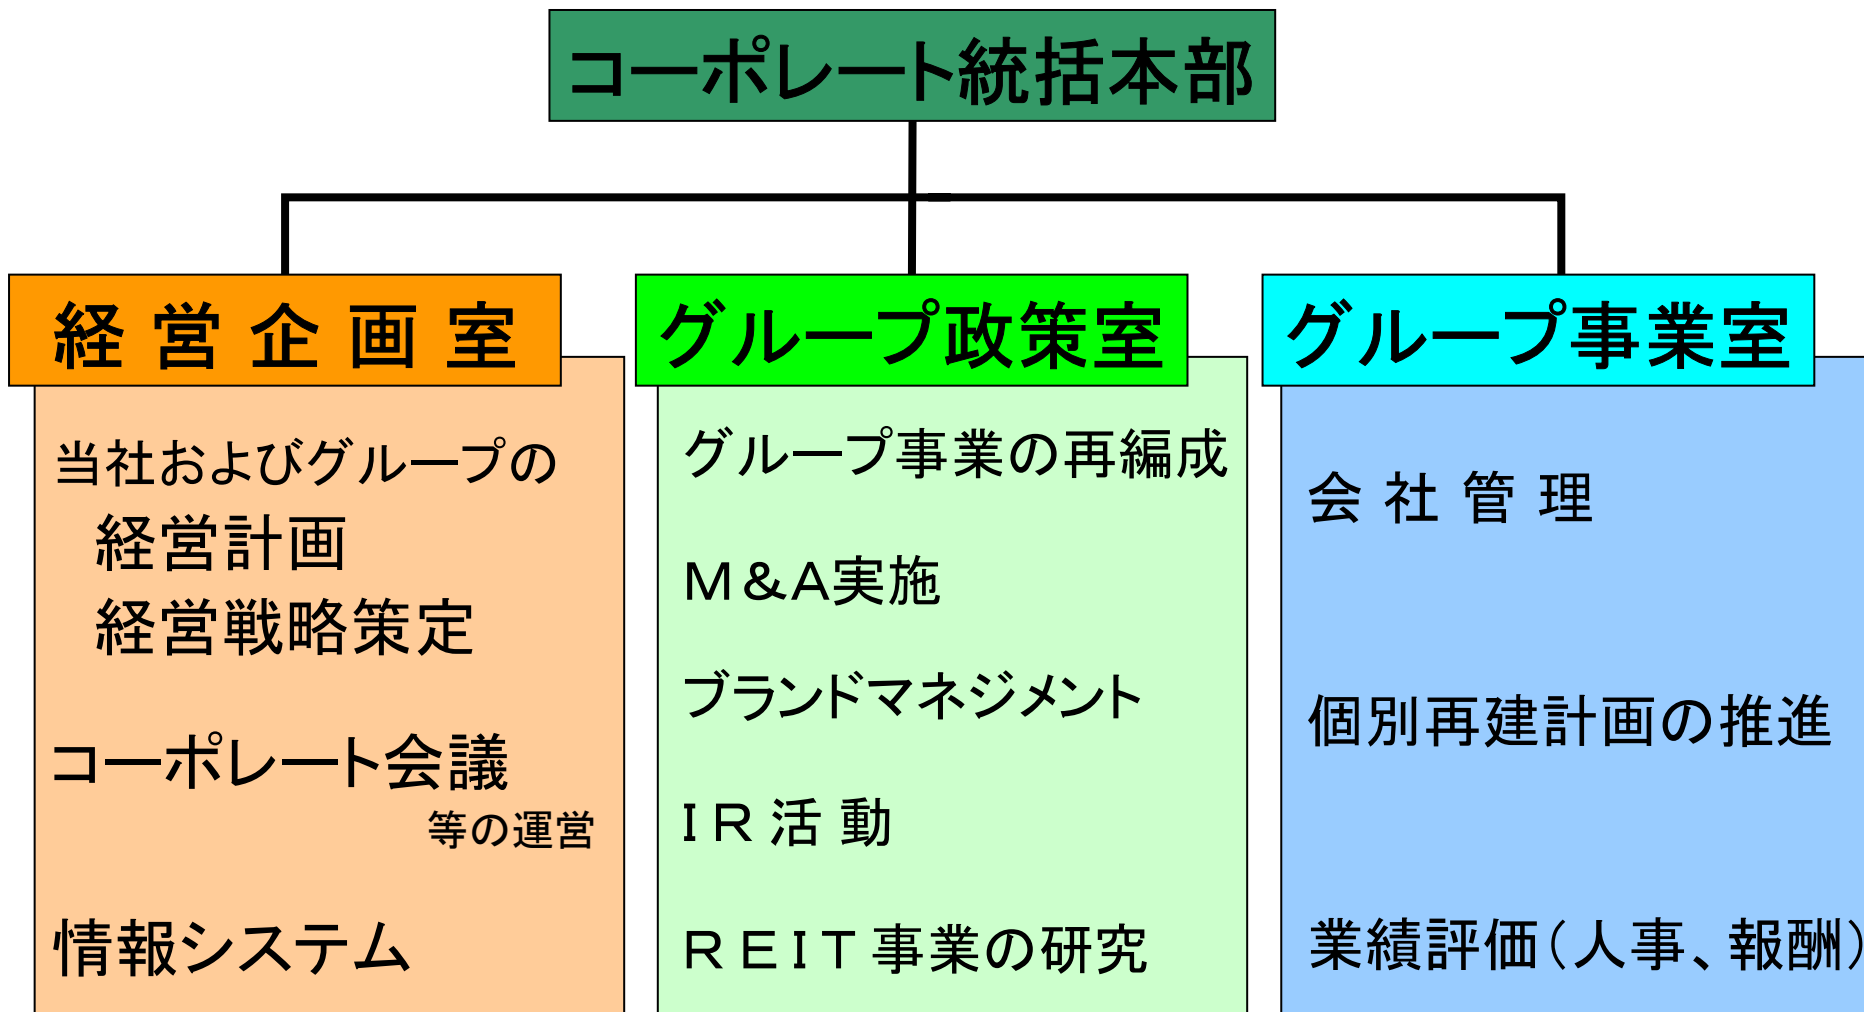 コーポレート統括本部
経営企画室
当社およびグループの
経営計画
経営戦略策定
コーポレート会議
等の運営
情報システム
グループ政策室
グループ事業の再編成
M&A実施
ブランドマネジメント
IR活動
REIT事業の研究
グループ事業室
会社管理
個別再建計画の推進
業績評価(人事、報酬)